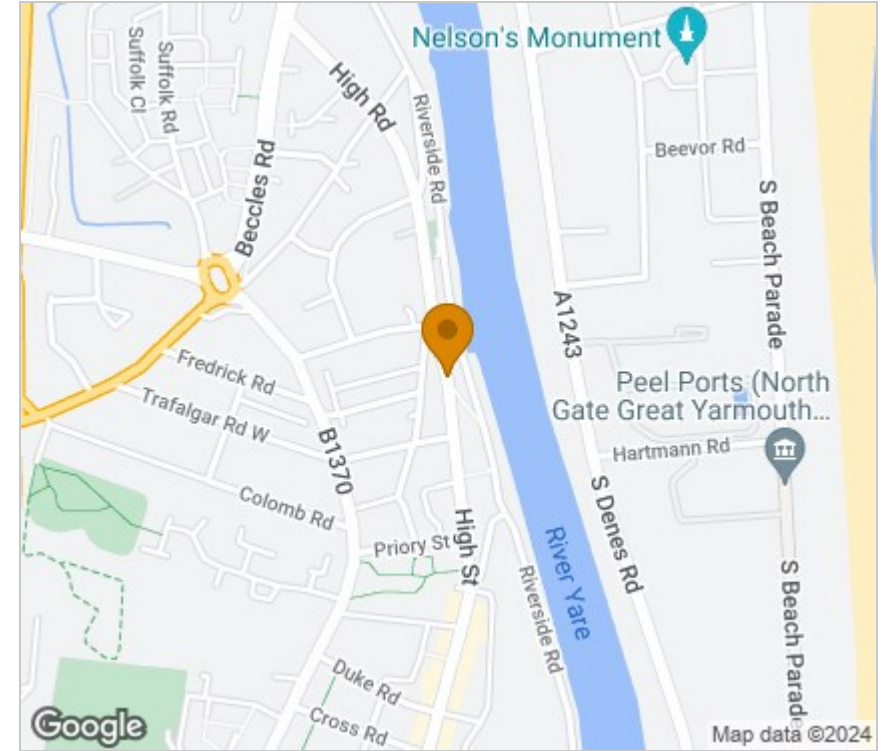 Nelson's Monument
Suffolk Cl
Suffolk Rd
High Rd
Riverside Rd
Beevor Rd
Beccles Rd
S Beach Parade
A1243
Fredrick Rd
Peel Ports (North
Gate Great Yarmouth...
Trafalgar Rd W
B1370
Hartmann Rd
Colomb Rd
S Denes Rd
High St
Priory St
River Yare
Riverside Rd
S Beach Parade
Duke Rd
Cross Rd
Google
Map data ©2024